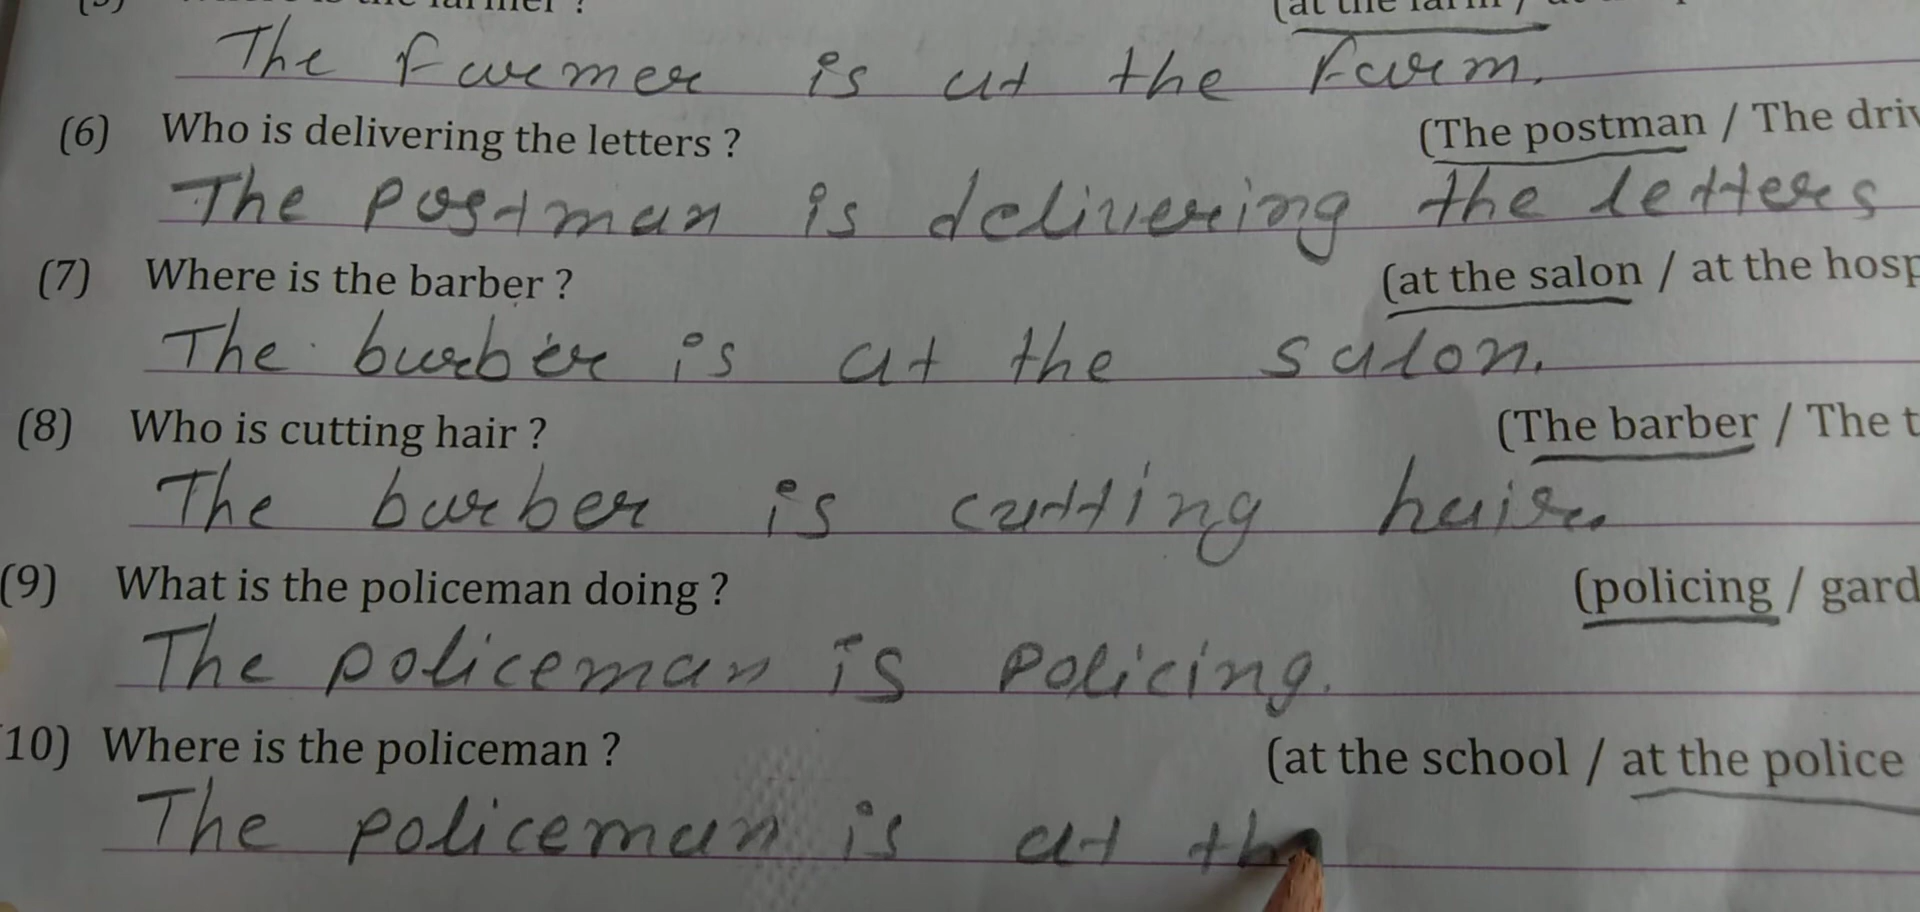 The farmer is at the farm.
(6) Who is delivering the letters ? (The postman / The
The postman is delivering the letters
(7) Where is the barber ? (at the salon / at the
The barber is at the salon.
(8) Who is cutting hair ? (The barber / The
The barber is cutting hair.
(9) What is the policeman doing ? (policing /
The policeman is policing.
10) Where is the policeman ? (at the school / at the police
The policeman is at th